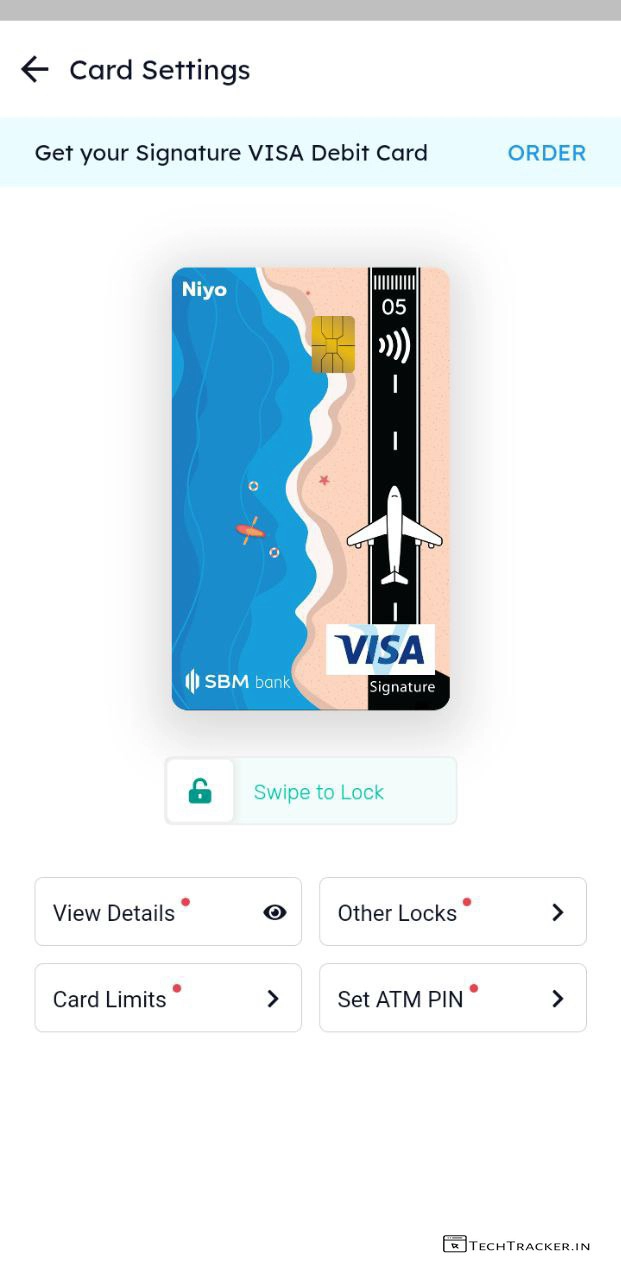 Card Settings
Get your Signature VISA Debit Card ORDER
Niyo
05
VISA
SBM bank
Signature
Swipe to Lock
View Details
Other Locks
Card Limits
Set ATM PIN
TECHTRACKER.IN